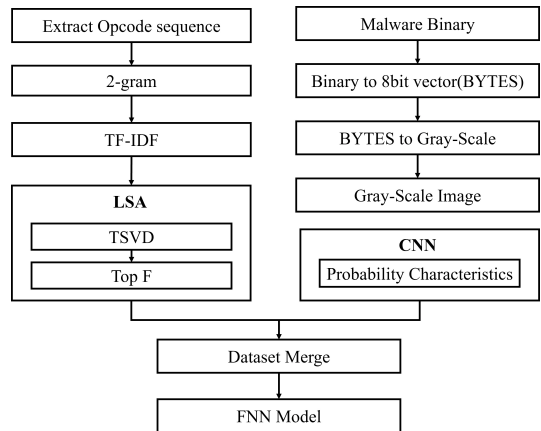 Extract Opcode sequence
2-gram
TF-IDF
LSA
TSVD
Top F
Malware Binary
Binary to 8bit vector(BYTES)
BYTES to Gray-Scale
Gray-Scale Image
CNN
Probability Characteristics
Dataset Merge
FNN Model